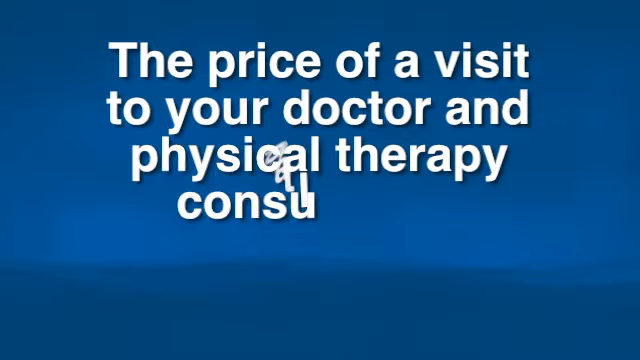 The price of a visit
to your doctor and
physical therapy
consu